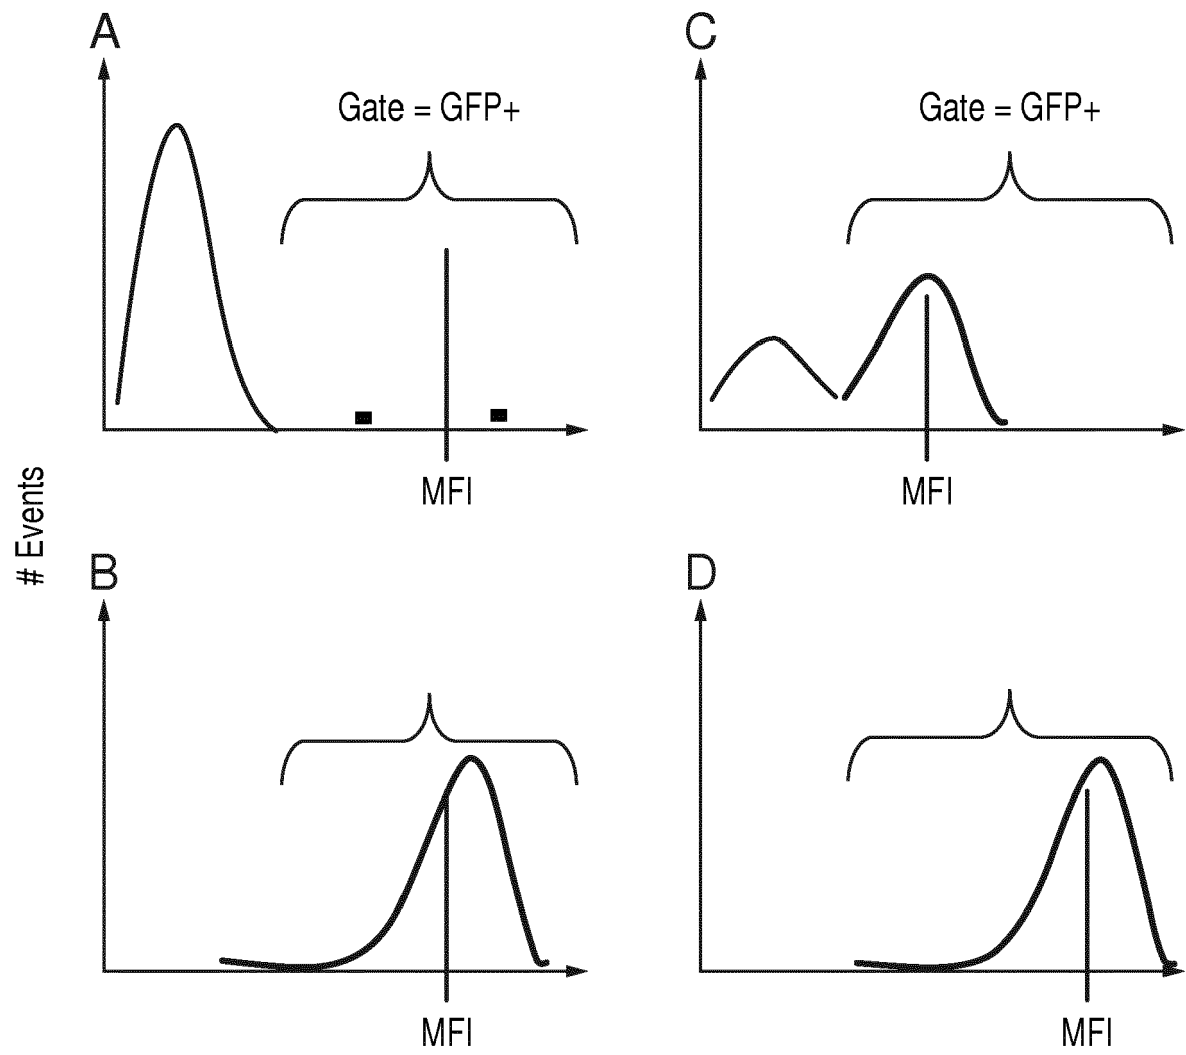 A
Gate = GFP+
MFI
C
Gate = GFP+
MFI
# Events
B
MFI
D
MFI